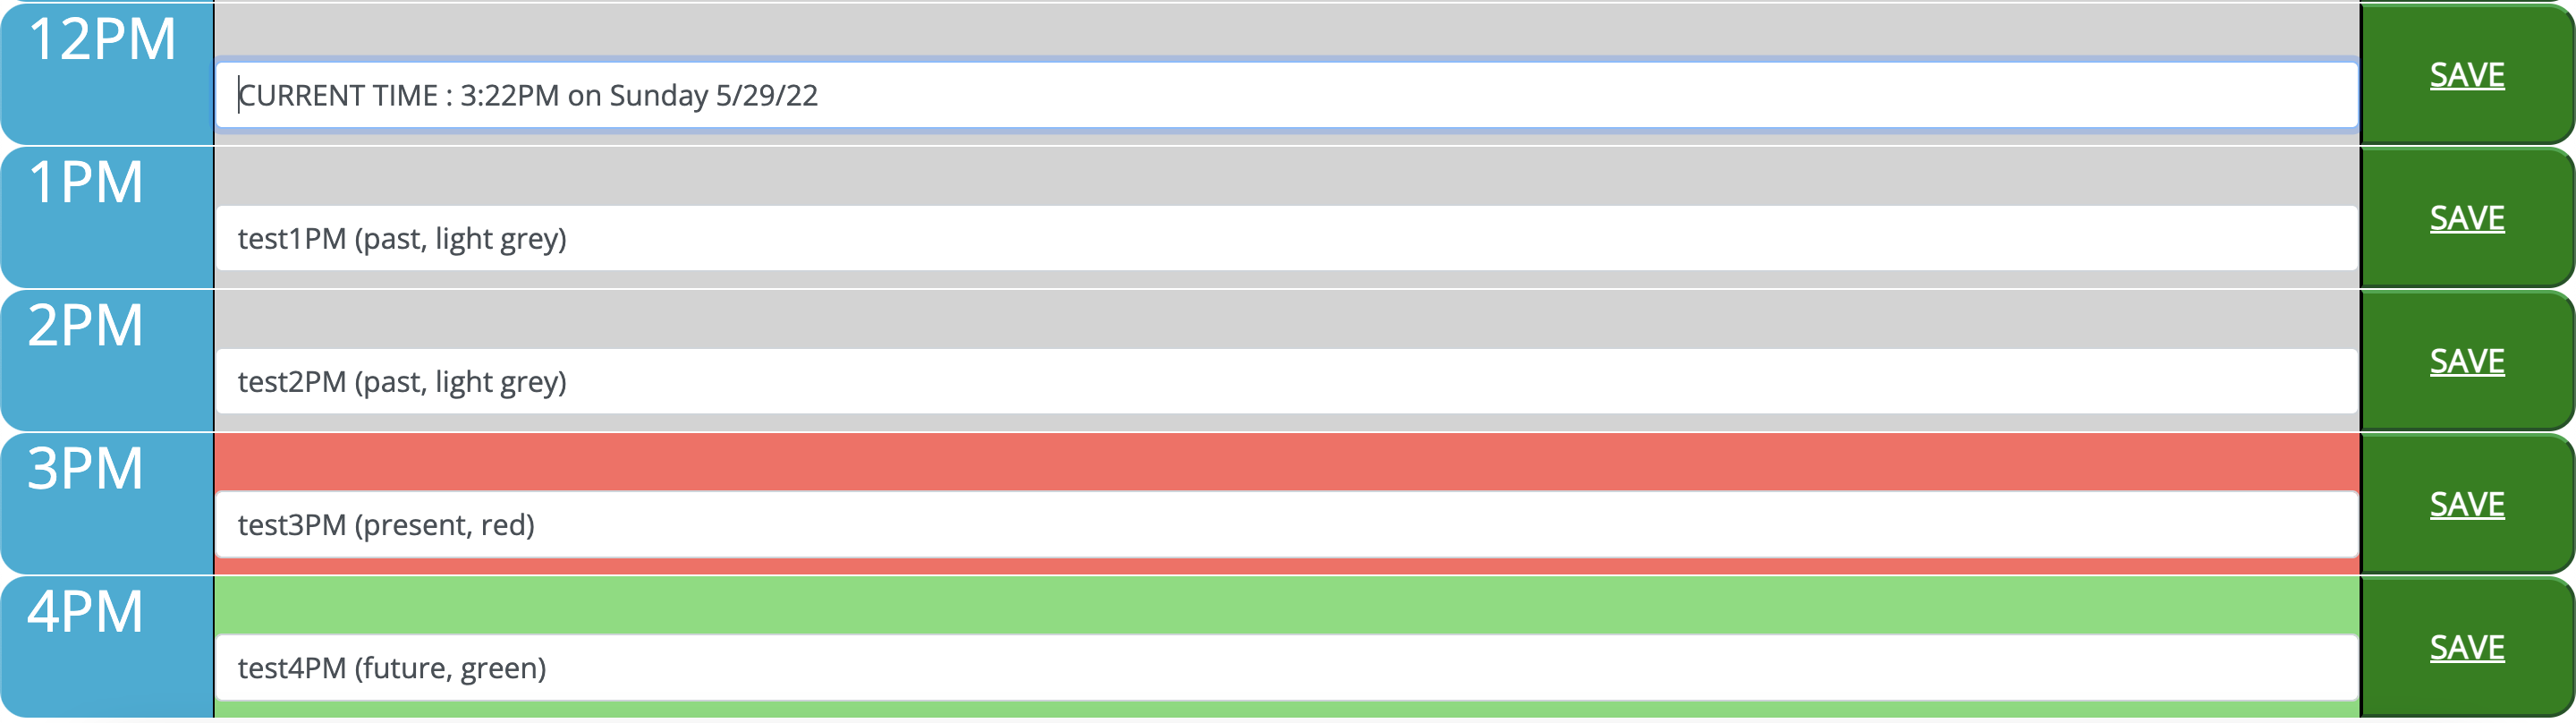 12PM
CURRENT TIME : 3:22PM on Sunday 5/29/22
SAVE
1PM
test1PM (past, light grey)
SAVE
2PM
test2PM (past, light grey)
SAVE
3PM
test3PM (present, red)
SAVE
4PM
test4PM (future, green)
SAVE